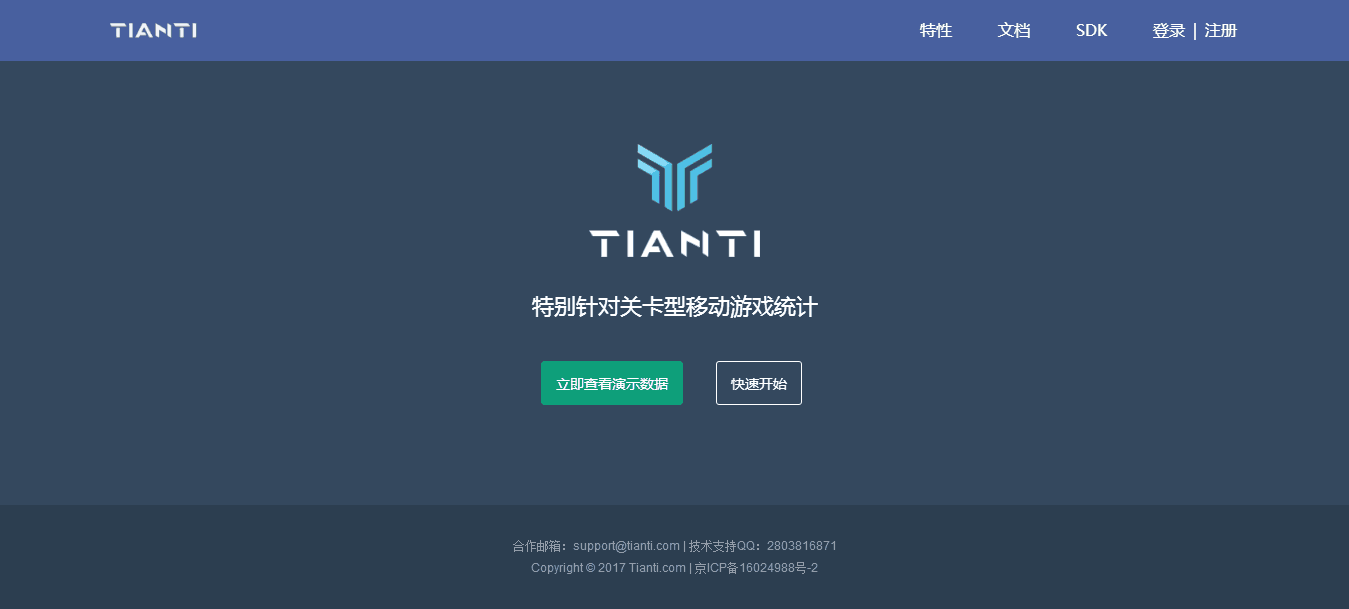 TIANTI
特性 文档 SDK 登录 | 注册
TIANTI
特别针对关卡型移动游戏统计
立即查看演示数据 快速开始
合作邮箱：support@tianti.com | 技术支持QQ：2803816871
Copyright © 2017 Tianti.com | 京ICP备16024988号-2